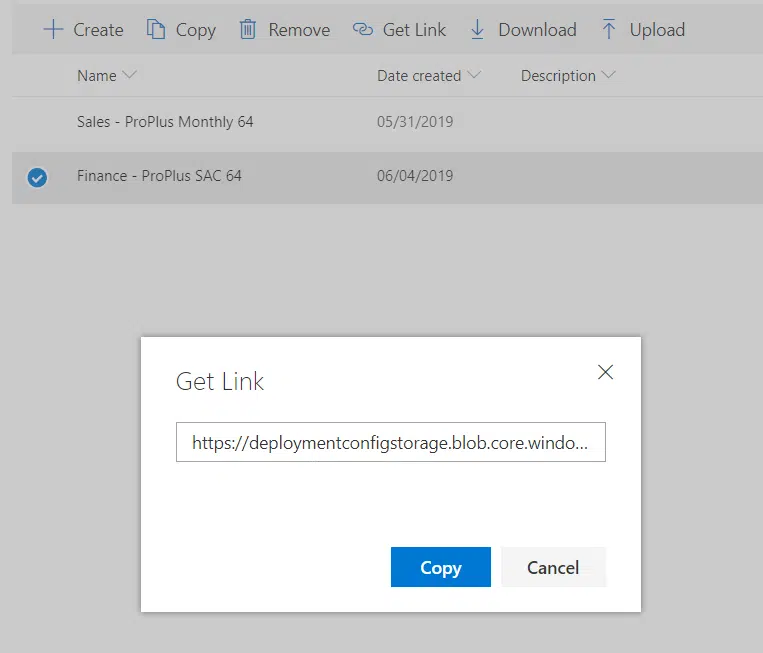 Create Copy Remove Get Link Download Upload
Name Date created Description
Sales - ProPlus Monthly 64 05/31/2019
Finance - ProPlus SAC 64 06/04/2019
Get Link
https://deploymentconfigstorage.blob.core.windo...
Copy Cancel